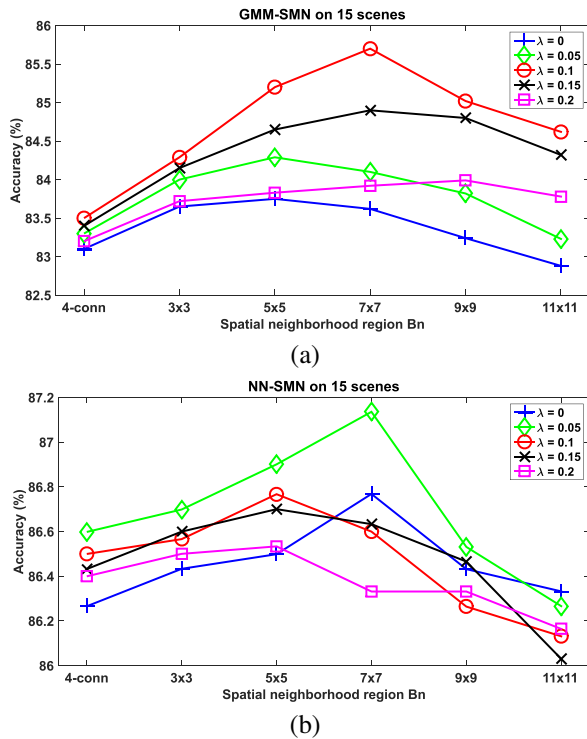 GMM-SMN on 15 scenes
86
85.5
85
84.5
84
83.5
83
82.5
Accuracy (%)
λ = 0
λ = 0.05
λ = 0.1
λ = 0.15
λ = 0.2
4-conn 3x3 5x5 7x7 9x9 11x11
Spatial neighborhood region Bn
(a)
NN-SMN on 15 scenes
87.2
87
86.8
86.6
86.4
86.2
86
Accuracy (%)
λ = 0
λ = 0.05
λ = 0.1
λ = 0.15
λ = 0.2
4-conn 3x3 5x5 7x7 9x9 11x11
Spatial neighborhood region Bn
(b)